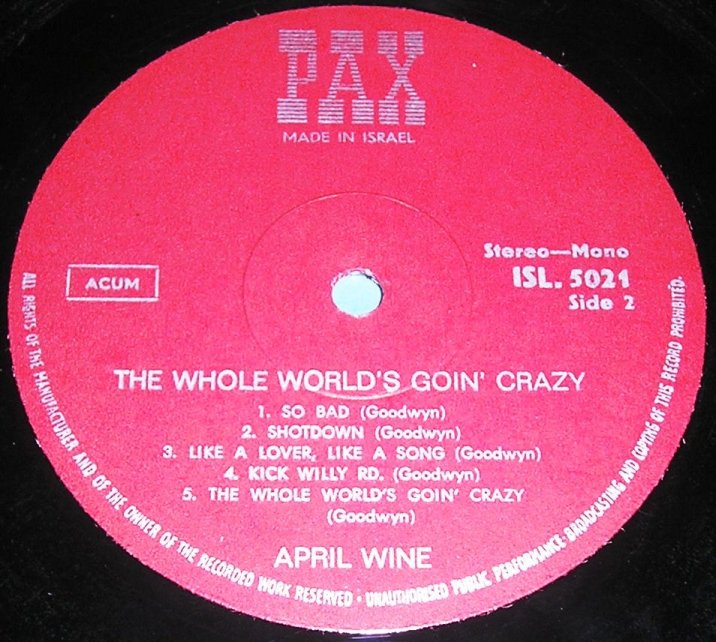 PAX
MADE IN ISRAEL
Stereo—Mono
ISL. 5021
Side 2
ACUM
THE WHOLE WORLD'S GOIN' CRAZY
1. SO BAD (Goodwyn)
2. SHOTDOWN (Goodwyn)
3. LIKE A LOVER, LIKE A SONG (Goodwyn)
4. KICK WILLY RD. (Goodwyn)
5. THE WHOLE WORLD'S GOIN' CRAZY
(Goodwyn)
APRIL WINE
ALL RIGHTS OF THE MANUFACTURER AND OF THE OWNER OF THE RECORDED WORK RESERVED • UNAUTHORISED PUBLIC PERFORMANCE BROADCASTING AND COPYING OF THIS RECORD PROHIBITED.